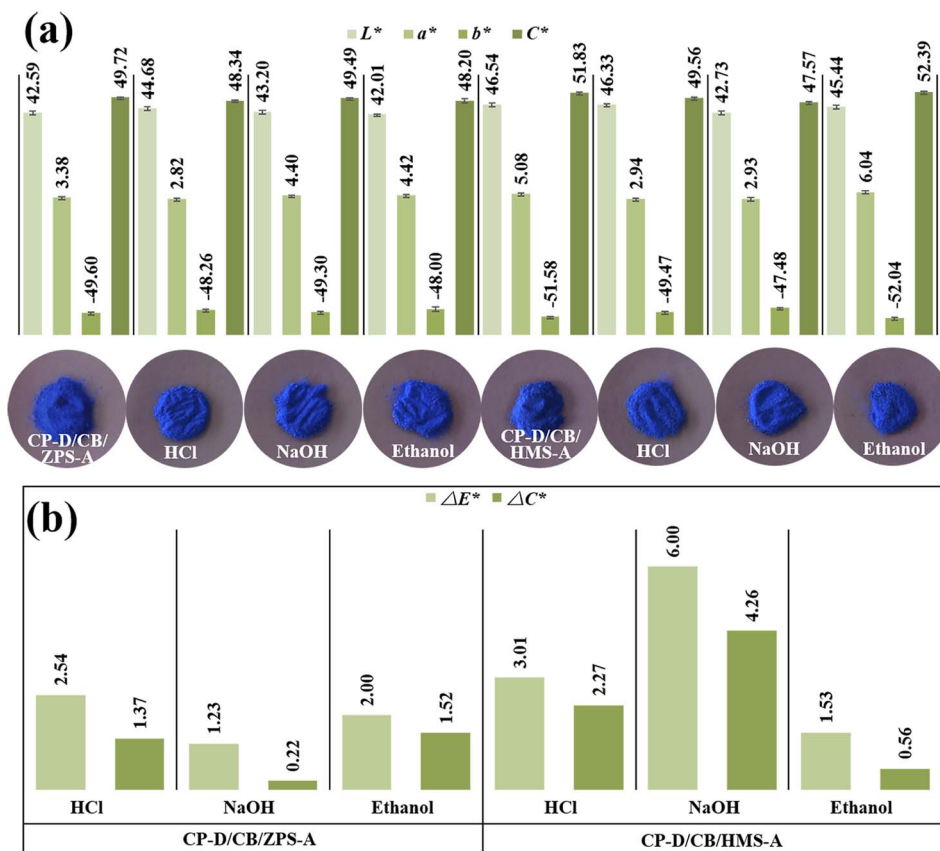 (a)
L* a* b* C*
42.59 3.38 -49.60 49.72 44.68 2.82 -48.26 48.34 43.20 4.40 -49.30 49.49 42.01 4.42 -48.00 48.20 46.54 5.08 -51.58 51.83 46.33 2.94 -49.47 49.56 42.73 2.93 -47.48 47.57 45.44 6.04 -52.04 52.39
CP-D/CB/
ZPS-A
HCl
NaOH
Ethanol
CP-D/CB/
HMS-A
HCl
NaOH
Ethanol
(b)
△E* △C*
2.54 1.37 1.23 0.22 2.00 1.52 3.01 2.27 6.00 4.26 1.53 0.56
HCl NaOH Ethanol HCl NaOH Ethanol
CP-D/CB/ZPS-A CP-D/CB/HMS-A